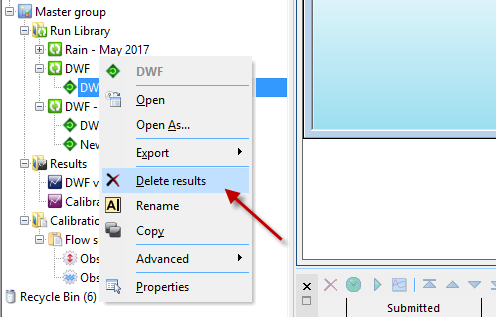 Master group
Run Library
Rain - May 2017
DWF
DWF
DW
Open
DWF -
Open As...
DW
New
Export
Results
Delete results
DWF v
Calibra
Rename
Calibratio
Copy
Flow s
Obs
Advanced
Obs
Properties
Recycle Bin (6)
Submitted